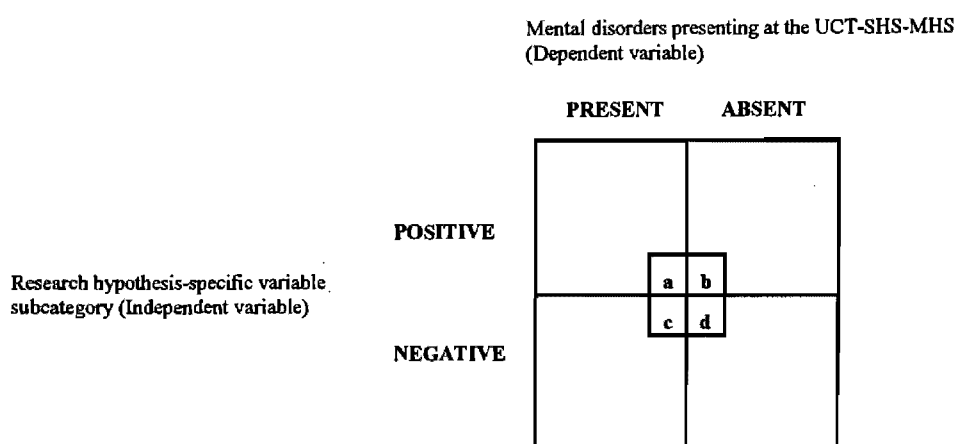 Mental disorders presenting at the UCT-SHS-MHS
(Dependent variable)
PRESENT ABSENT
POSITIVE
a b
Research hypothesis-specific variable
subcategory (Independent variable)
c d
NEGATIVE